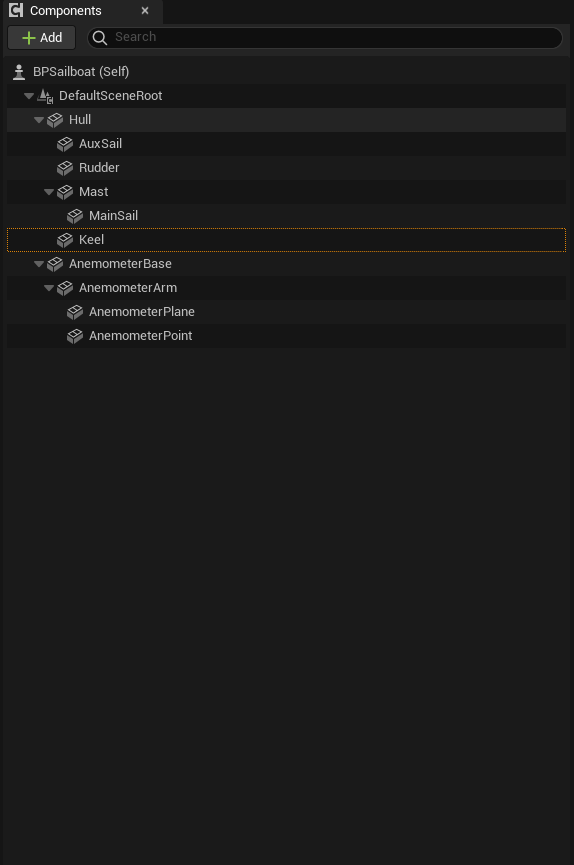 Components
Add
Search
BPSailboat (Self)
DefaultSceneRoot
Hull
AuxSail
Rudder
Mast
MainSail
Keel
AnemometerBase
AnemometerArm
AnemometerPlane
AnemometerPoint